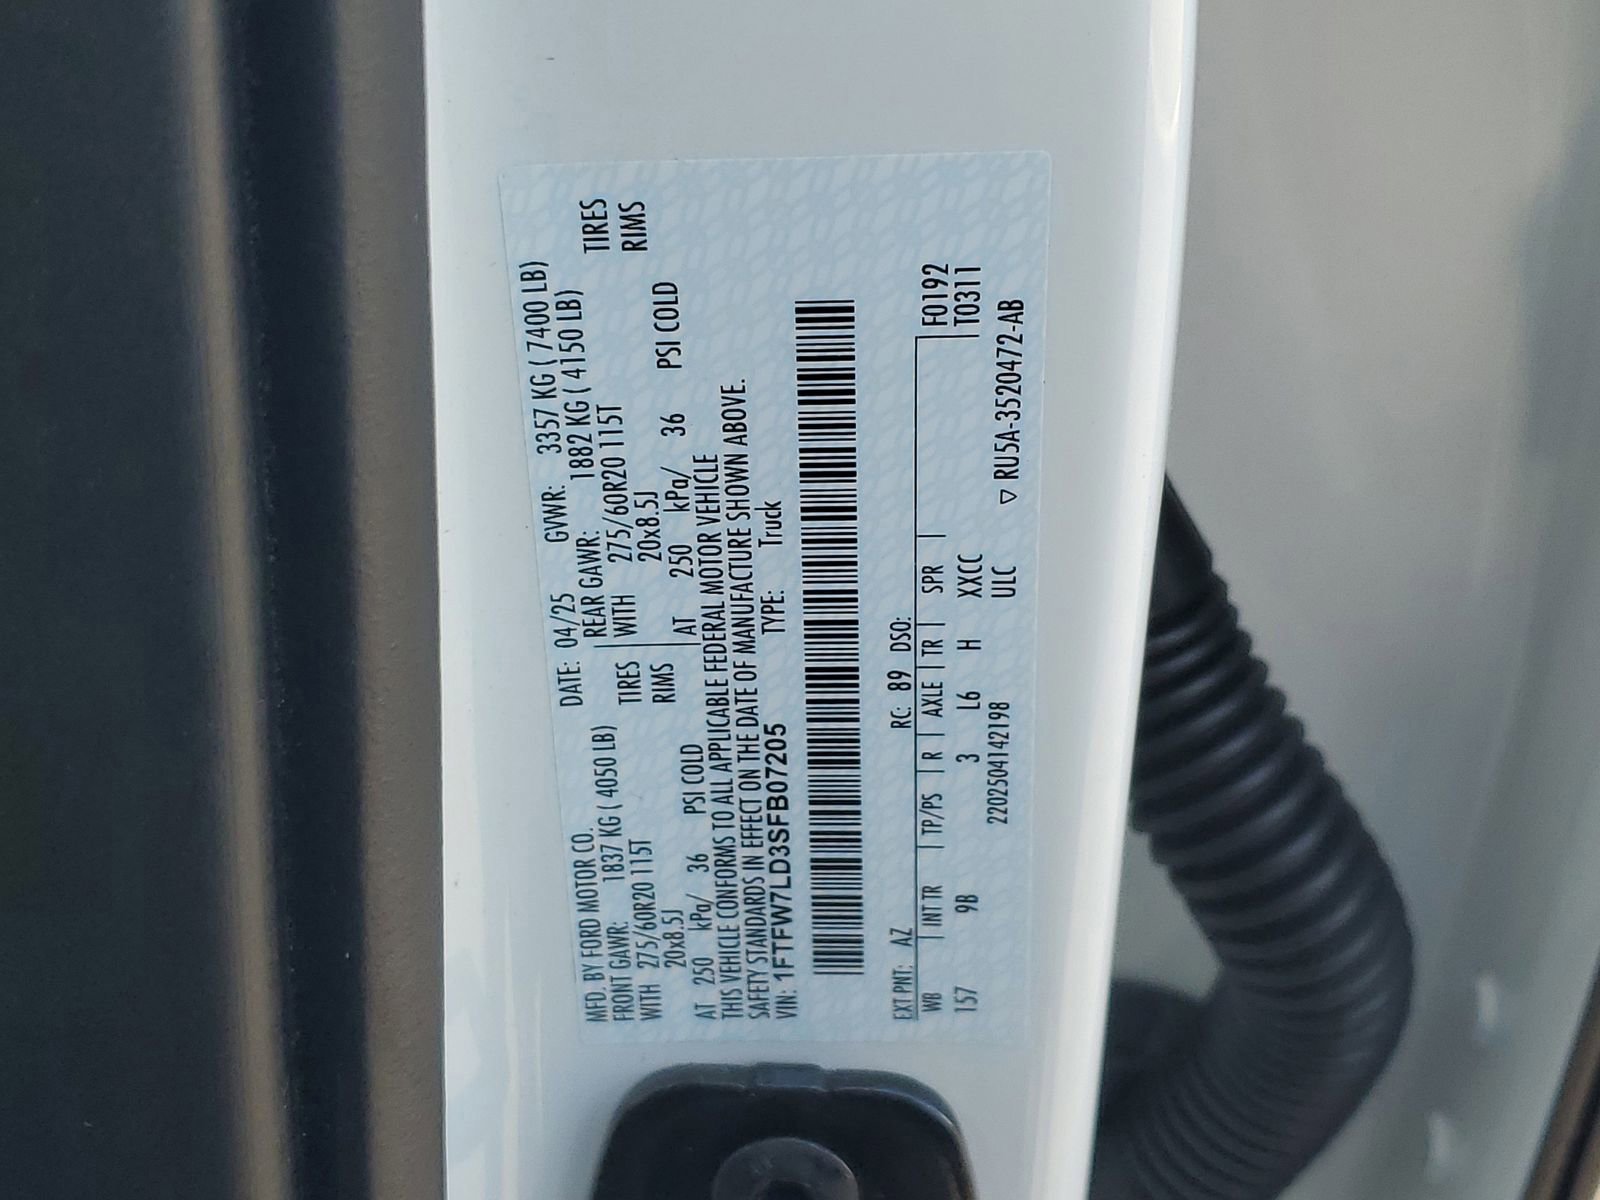 MFD. BY FORD MOTOR CO.
DATE: 04/25 GVWR: 3357 KG ( 7400 LB)
FRONT GAWR: 1837 KG ( 4050 LB) REAR GAWR: 1882 KG ( 4150 LB)
WITH 275/60R20 115T TIRES WITH 275/60R20 115T TIRES
20x8.5J RIMS 20x8.5J RIMS
AT 250 kPa/ 36 PSI COLD AT 250 kPa/ 36 PSI COLD
THIS VEHICLE CONFORMS TO ALL APPLICABLE FEDERAL MOTOR VEHICLE
SAFETY STANDARDS IN EFFECT ON THE DATE OF MANUFACTURE SHOWN ABOVE.
VIN: 1FTFW7LD3SFB07205 TYPE: Truck
EXT PNT: AZ RC: 89 DSO:
WB | INT TR | TP/PS | R | AXLE | TR | SPR | F0192
157 9B 3 L6 H XXCC T0311
220250414​2198 ULC ▽ RU5A-3520472-AB